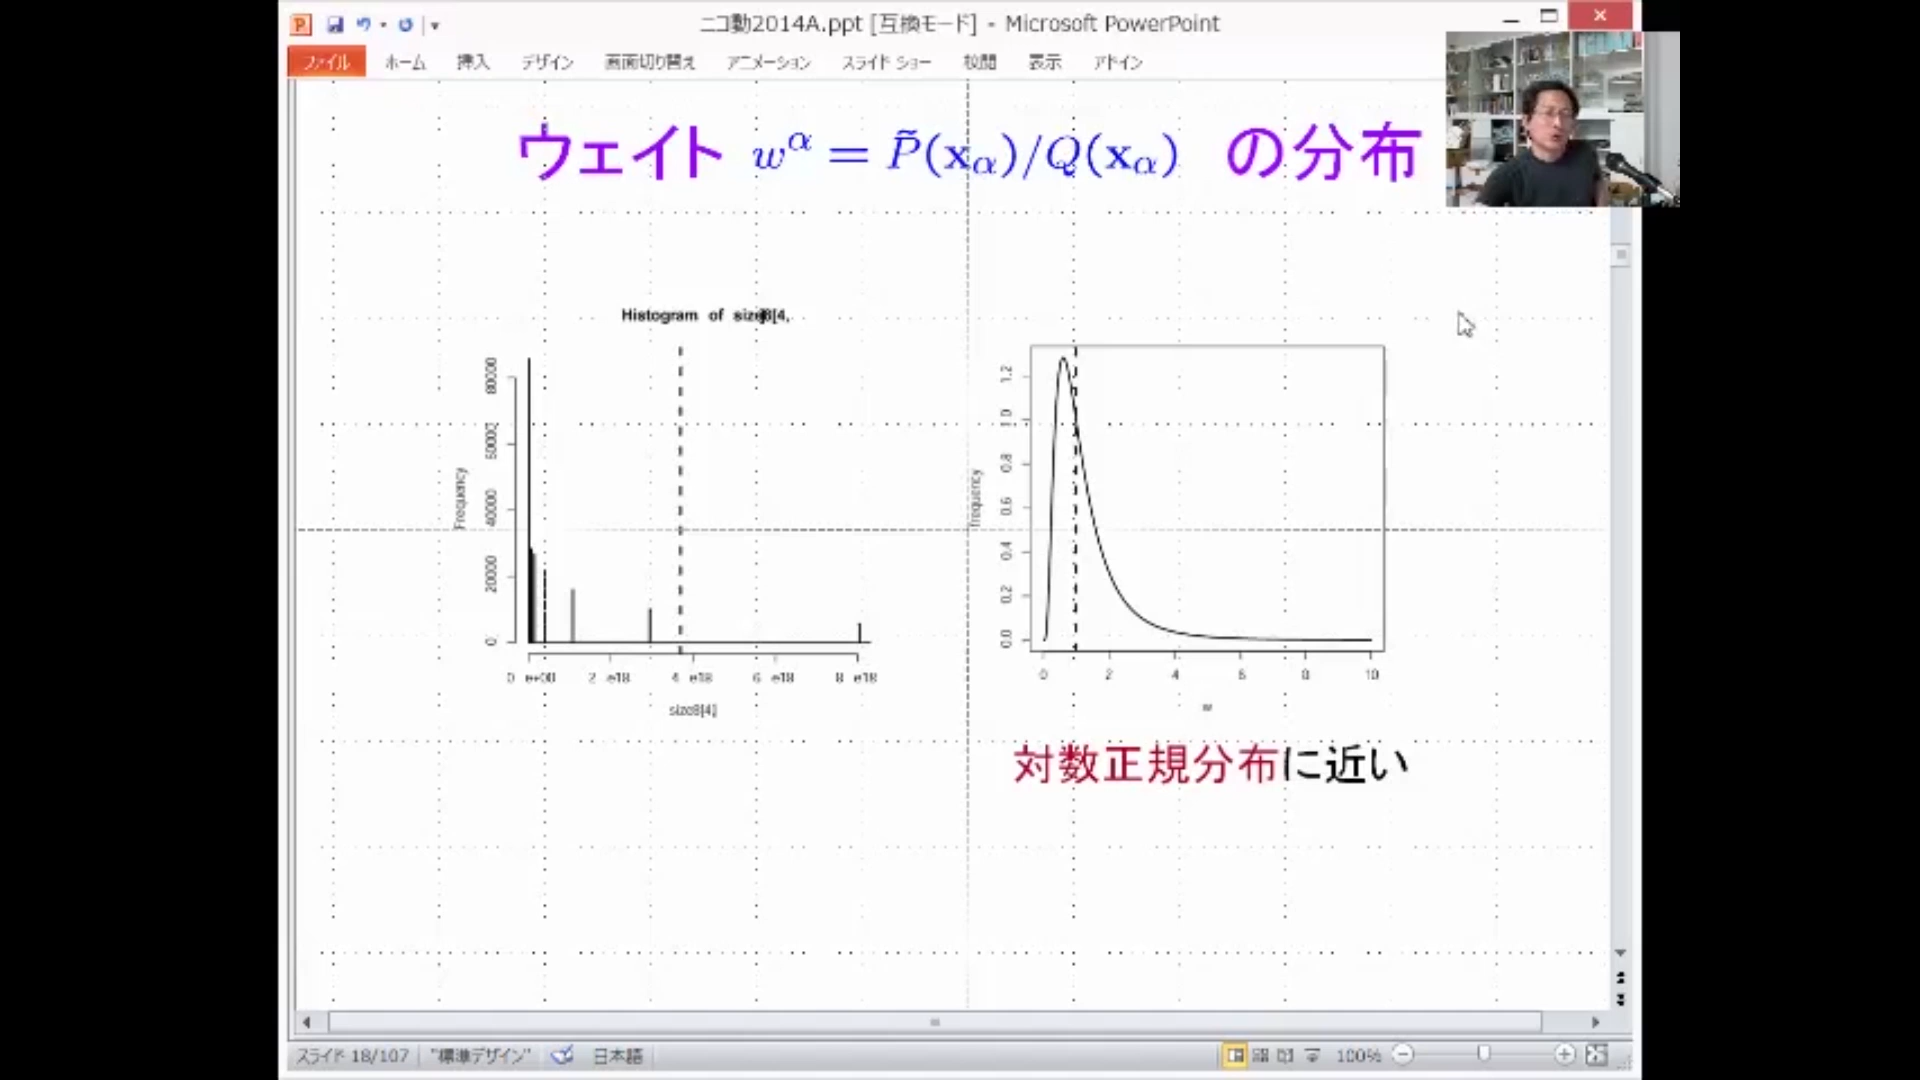 ニコ動2014A.ppt [互換モード] - Microsoft PowerPoint
ファイル ホーム 挿入 デザイン 画面切り替え アニメーション スライド ショー 校閲 表示 アドイン
ウェイト w^α = P̃(x_α)/Q(x_α) の分布
Histogram of size8[4,
Frequency
80000
60000
40000
20000
0
0 e+00 2 e18 4 e18 6 e18 8 e18
size8[4,]
frequency
1.2
1.0
0.8
0.6
0.4
0.2
0.0
0 2 4 6 8 10
w
対数正規分布に近い
スライド 18/107 "標準デザイン" 日本語 100%